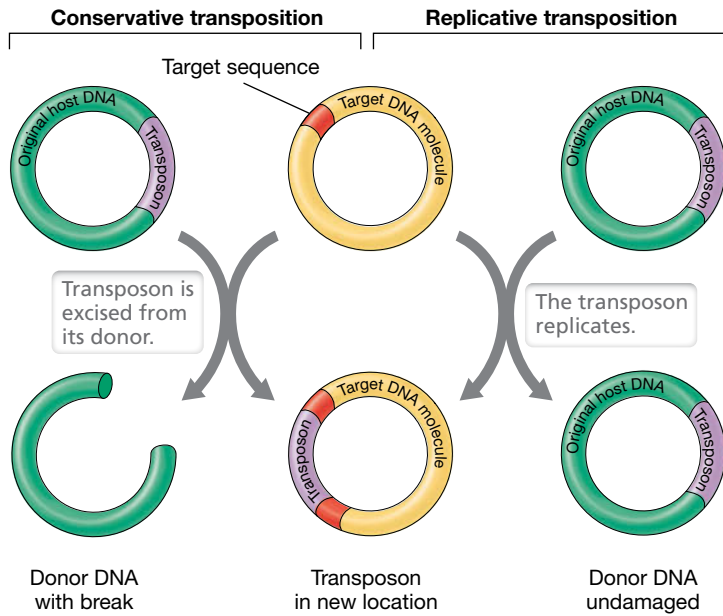 Conservative transposition
Replicative transposition
Target sequence
Original host DNA
Transposon
Target DNA molecule
Original host DNA
Transposon
Transposon is
excised from
its donor.
The transposon
replicates.
Target DNA molecule
Transposon
Original host DNA
Transposon
Donor DNA
with break
Transposon
in new location
Donor DNA
undamaged